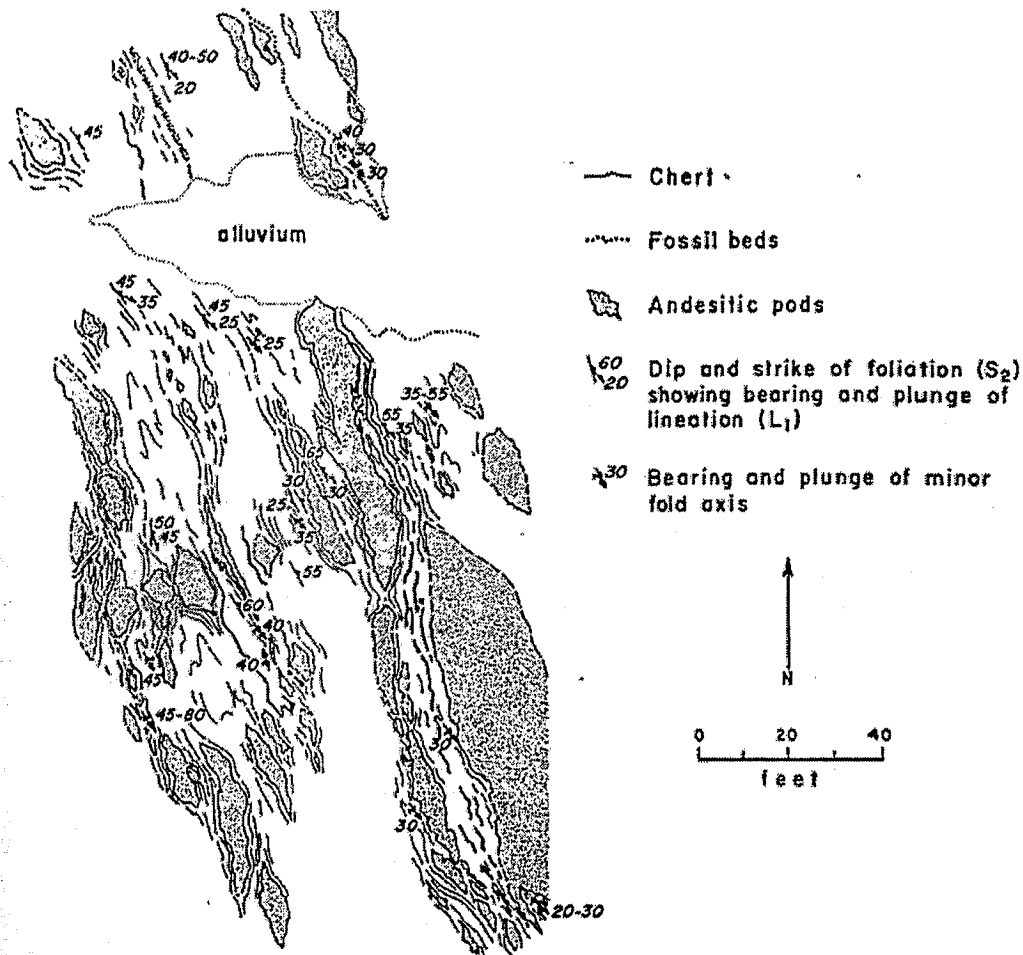 40-50
20
45
40
30
30
alluvium
45
35
45
25
25
35-55
65
35
65
30
30
25
35
50
45
55
60
40
40
45
45-80
30
30
20-30
Chert
Fossil beds
Andesitic pods
60
20
Dip and strike of foliation (S2)
showing bearing and plunge of
lineation (L1)
30
Bearing and plunge of minor
fold axis
N
0 20 40
feet